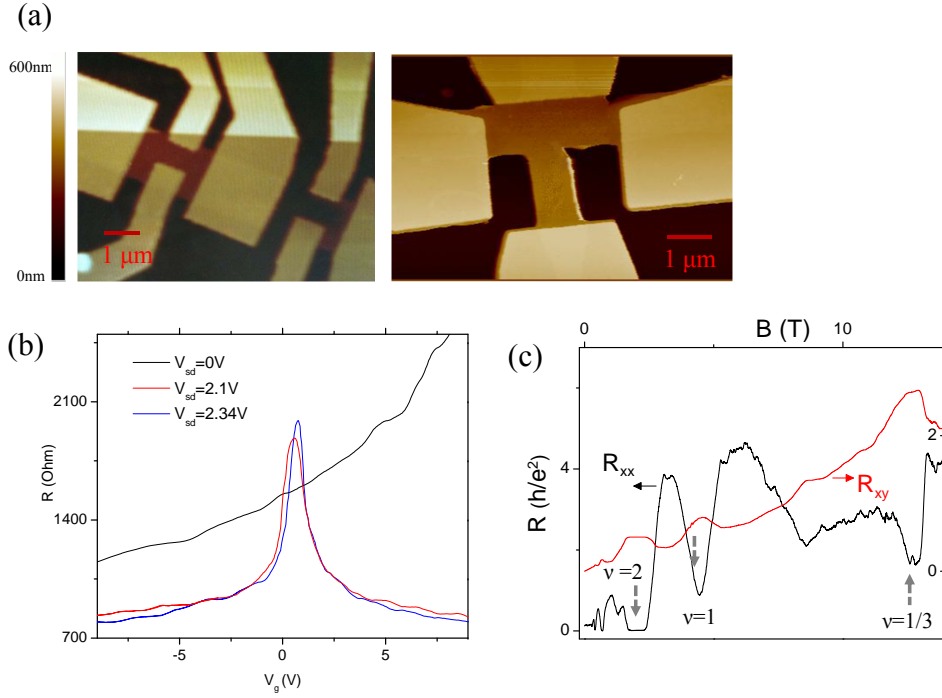 (a)
600nm
0nm
1 μm
1 μm
(b)
V_sd=0V
V_sd=2.1V
V_sd=2.34V
R (Ohm)
2100
1400
700
-5 0 5
V_g (V)
(c)
B (T)
0 10
R (h/e²)
4
0
R_xx
R_xy
2
0
ν=2
ν=1
ν=1/3